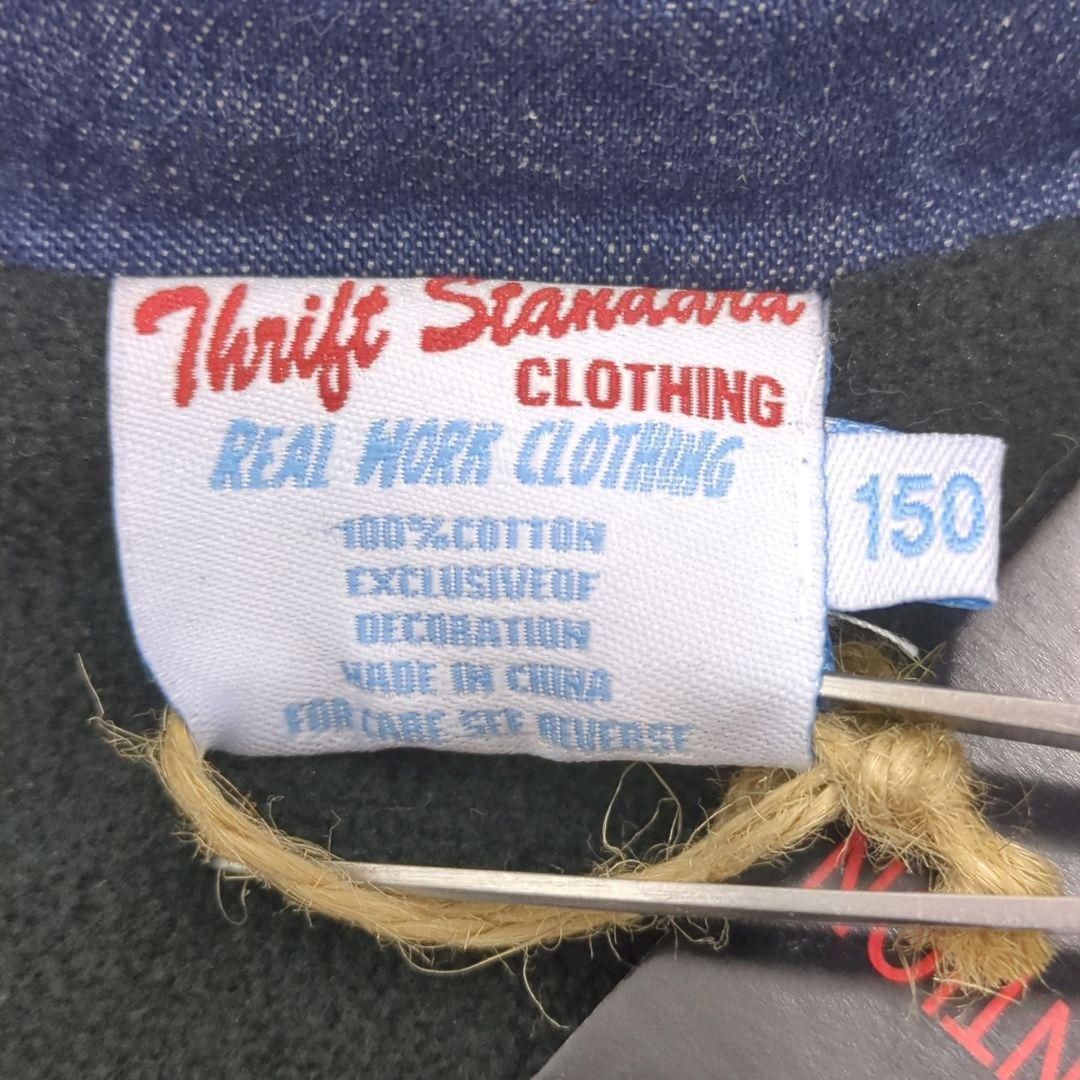 Thrift Standard
CLOTHING
REAL WORK CLOTHING
100%COTTON
EXCLUSIVEOF
DECORATION
MADE IN CHINA
FOR CARE SEE REVERSE
150